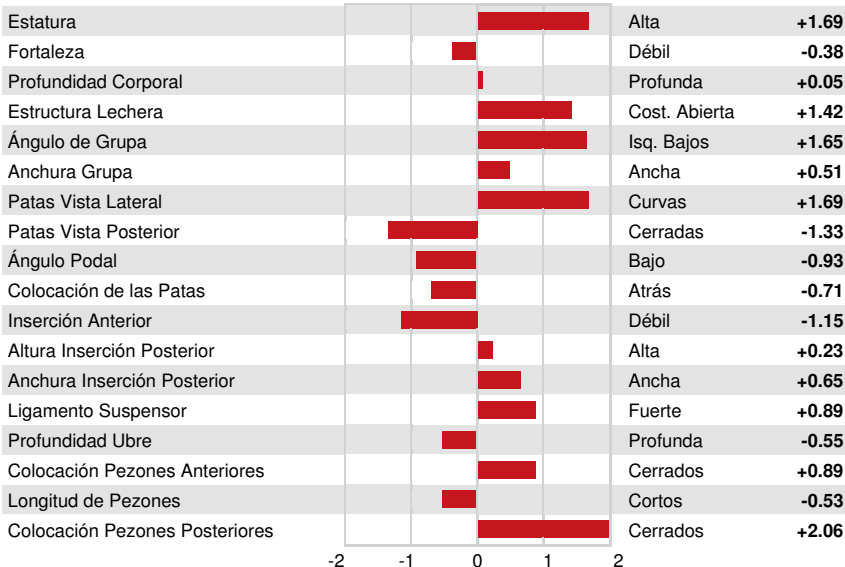 Estatura Alta +1.69
Fortaleza Débil -0.38
Profundidad Corporal Profunda +0.05
Estructura Lechera Cost. Abierta +1.42
Ángulo de Grupa Isq. Bajos +1.65
Anchura Grupa Ancha +0.51
Patas Vista Lateral Curvas +1.69
Patas Vista Posterior Cerradas -1.33
Ángulo Podal Bajo -0.93
Colocación de las Patas Atrás -0.71
Inserción Anterior Débil -1.15
Altura Inserción Posterior Alta +0.23
Anchura Inserción Posterior Ancha +0.65
Ligamento Suspensor Fuerte +0.89
Profundidad Ubre Profunda -0.55
Colocación Pezones Anteriores Cerrados +0.89
Longitud de Pezones Cortos -0.53
Colocación Pezones Posteriores Cerrados +2.06
-2 -1 0 1 2